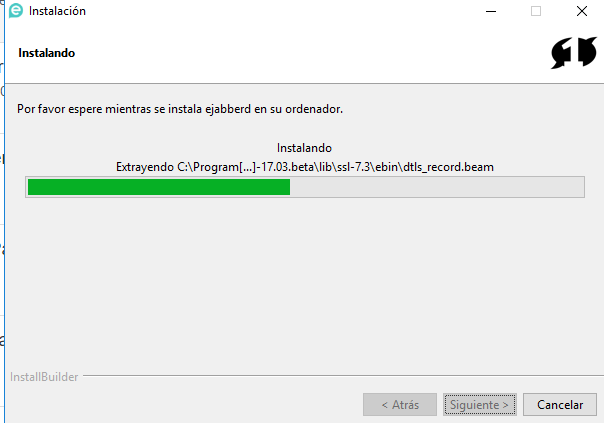 Instalación
Instalando
Por favor espere mientras se instala ejabberd en su ordenador.
Instalando
Extrayendo C:\Program[...]-17.03.beta\lib\ssl-7.3\ebin\dtls_record.beam
InstallBuilder
< Atrás
Siguiente >
Cancelar